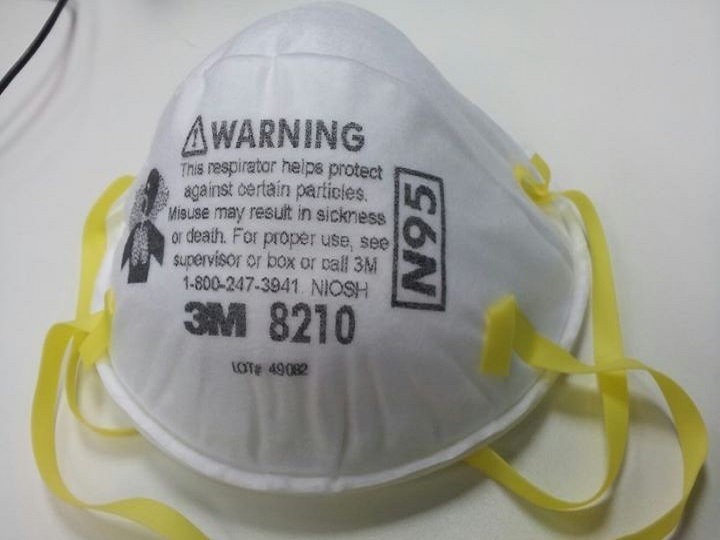 WARNING
This respirator helps protect
against certain particles.
Misuse may result in sickness
or death. For proper use, see
supervisor or box or call 3M
1-800-247-3941. NIOSH
3M 8210
LOT# 49082
N95